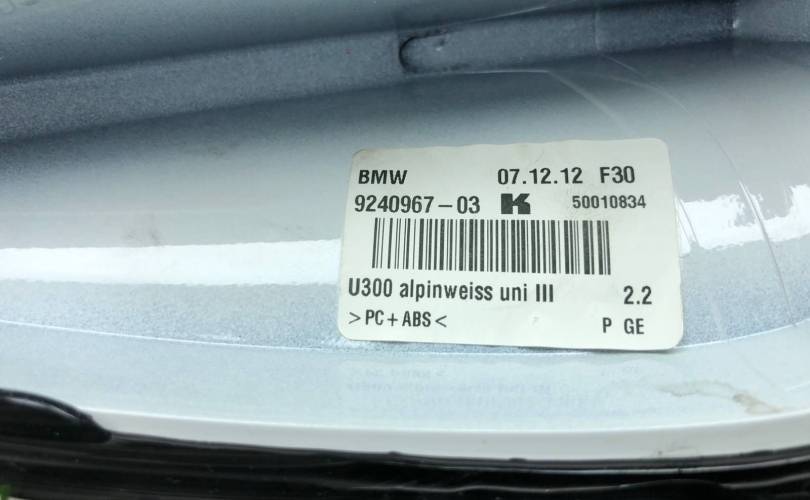 BMW 07.12.12 F30
9240967-03 K 50010834
U300 alpinweiss uni III 2.2
>PC+ABS< P GE